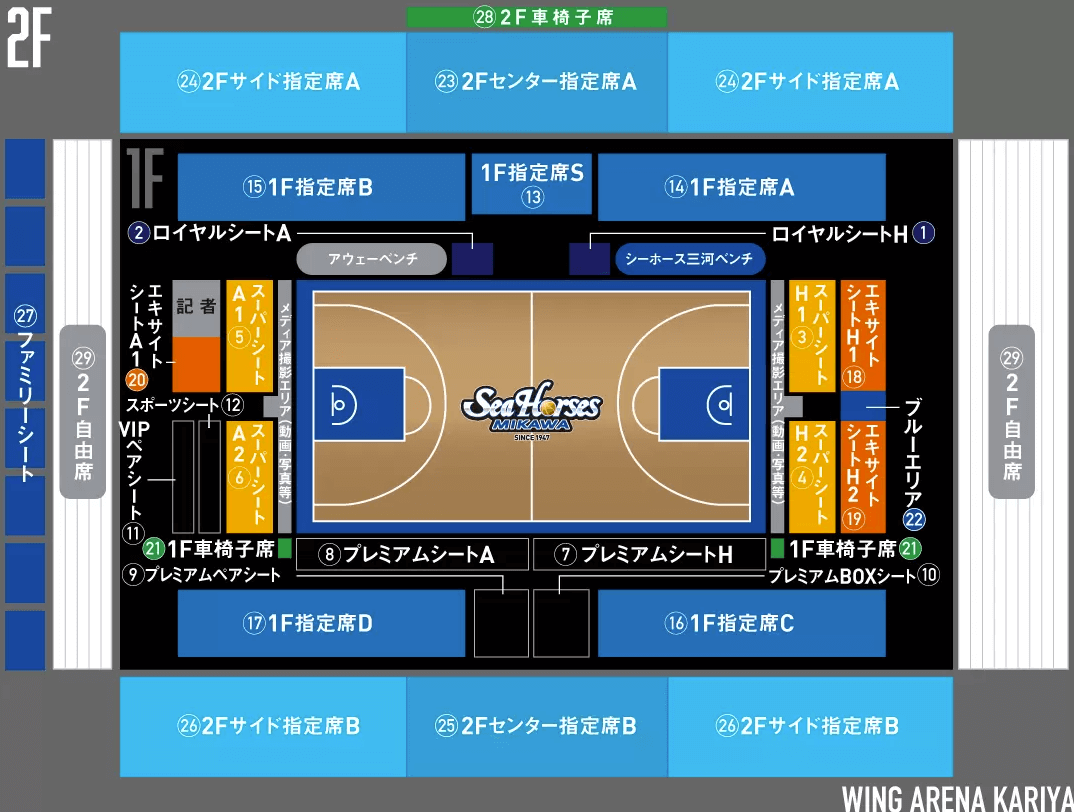 2F
㉘2F車椅子席
㉔2Fサイド指定席A
㉓2Fセンター指定席A
㉔2Fサイド指定席A
1F
⑮1F指定席B
1F指定席S
⑬
⑭1F指定席A
②ロイヤルシートA
ロイヤルシートH①
アウェーベンチ
シーホース三河ベンチ
㉗ファミリーシート
㉙2F自由席
エキサイト
シートA1
⑳
記者
スーパーシート
A1⑤
メディア撮影エリア(動画・写真等)
メディア撮影エリア(動画・写真等)
スーパーシート
H1③
エキサイト
シートH1
⑱
㉙2F自由席
スポーツシート⑫
VIP
ペアシート
⑪
スーパーシート
A2⑥
Sea Horses
MIKAWA
SINCE 1947
スーパーシート
H2④
エキサイト
シートH2
⑲
ブルーエリア
㉒
㉑1F車椅子席
⑧プレミアムシートA
⑦プレミアムシートH
1F車椅子席㉑
⑨プレミアムペアシート
プレミアムBOXシート⑩
⑰1F指定席D
⑯1F指定席C
㉖2Fサイド指定席B
㉕2Fセンター指定席B
㉖2Fサイド指定席B
WING ARENA KARIYA